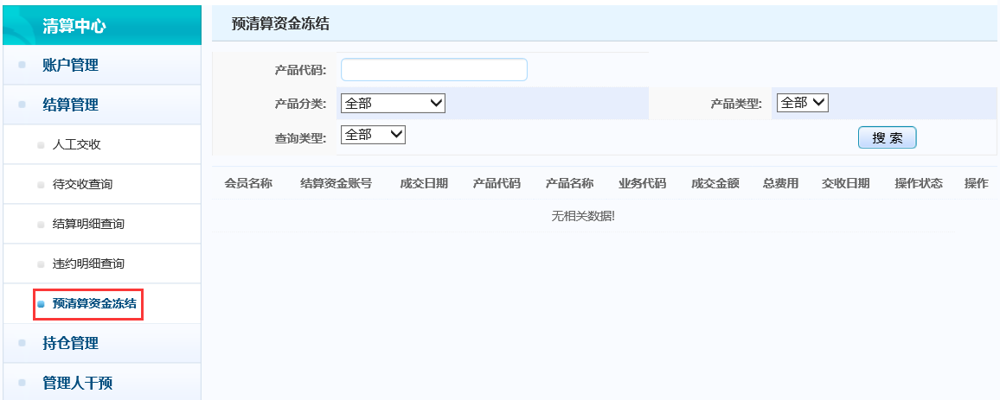 清算中心
账户管理
结算管理
人工交收
待交收查询
结算明细查询
违约明细查询
预清算资金冻结
持仓管理
管理人干预
预清算资金冻结
产品代码:
产品分类: 全部 产品类型: 全部
查询类型: 全部 搜 索
会员名称 结算资金账号 成交日期 产品代码 产品名称 业务代码 成交金额 总费用 交收日期 操作状态 操作
无相关数据!